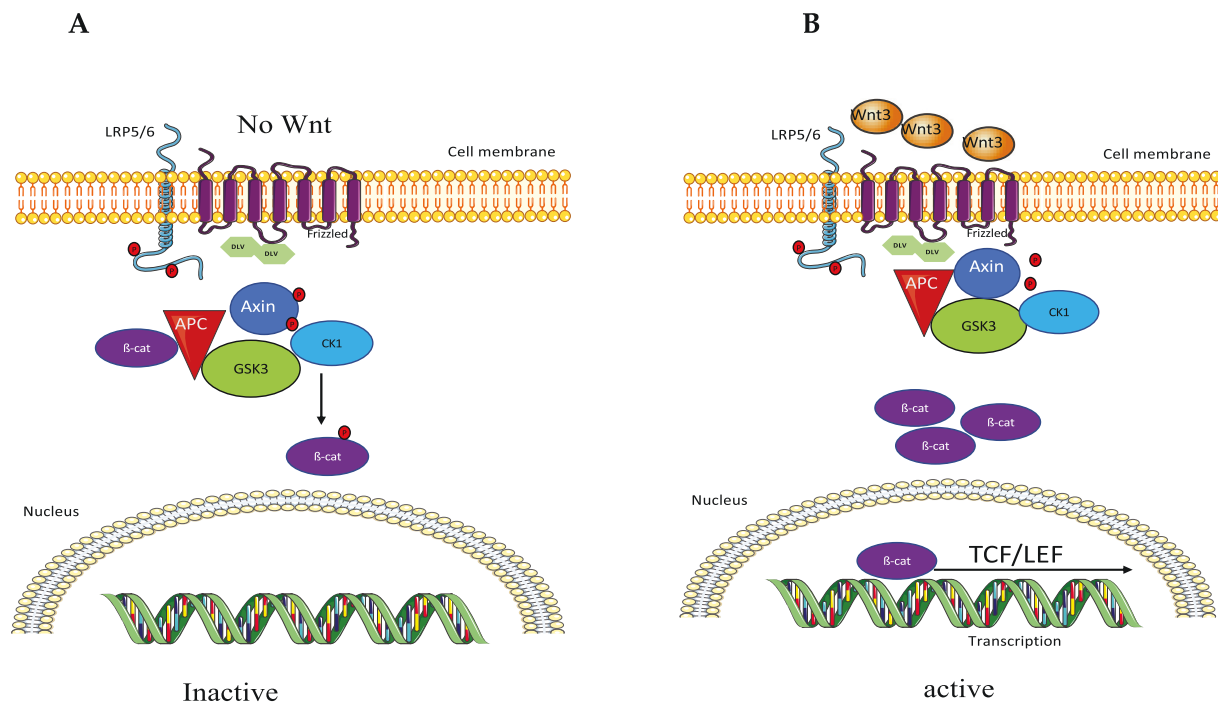 A
LRP5/6
No Wnt
Cell membrane
Frizzled
DLV
DLV
P
P
Axin
P
P
APC
ß-cat
GSK3
CK1
P
ß-cat
Nucleus
Inactive
B
Wnt3
Wnt3
Wnt3
LRP5/6
Cell membrane
Frizzled
DLV
DLV
P
P
Axin
P
P
APC
GSK3
CK1
ß-cat
ß-cat
ß-cat
Nucleus
ß-cat
TCF/LEF
Transcription
active